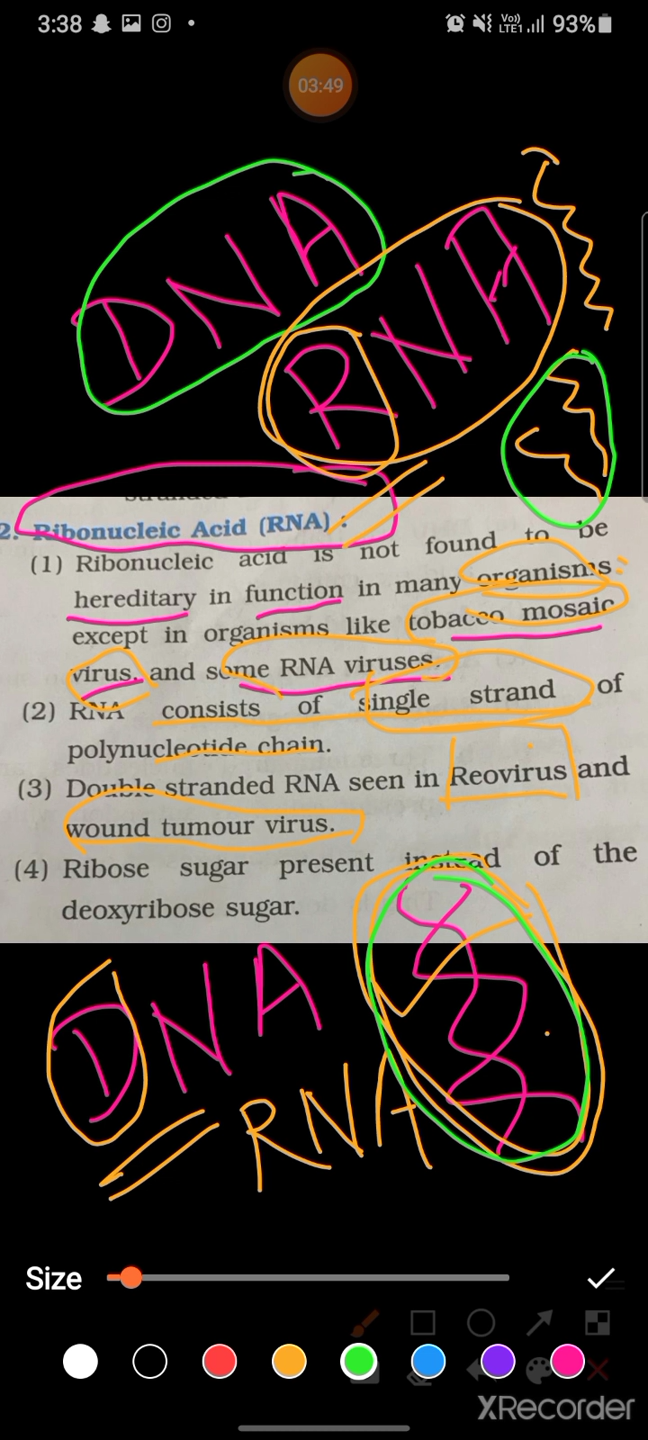 3:38
Vo))
LTE1
93%
03:49
DNA
RNA
2. Ribonucleic Acid (RNA) :
(1) Ribonucleic acid is not found to be
hereditary in function in many organisms
except in organisms like tobacco mosaic
virus, and some RNA viruses.
(2) RNA consists of single strand of
polynucleotide chain.
(3) Double stranded RNA seen in Reovirus and
wound tumour virus.
(4) Ribose sugar present instead of the
deoxyribose sugar.
DNA
RNA
Size
XRecorder